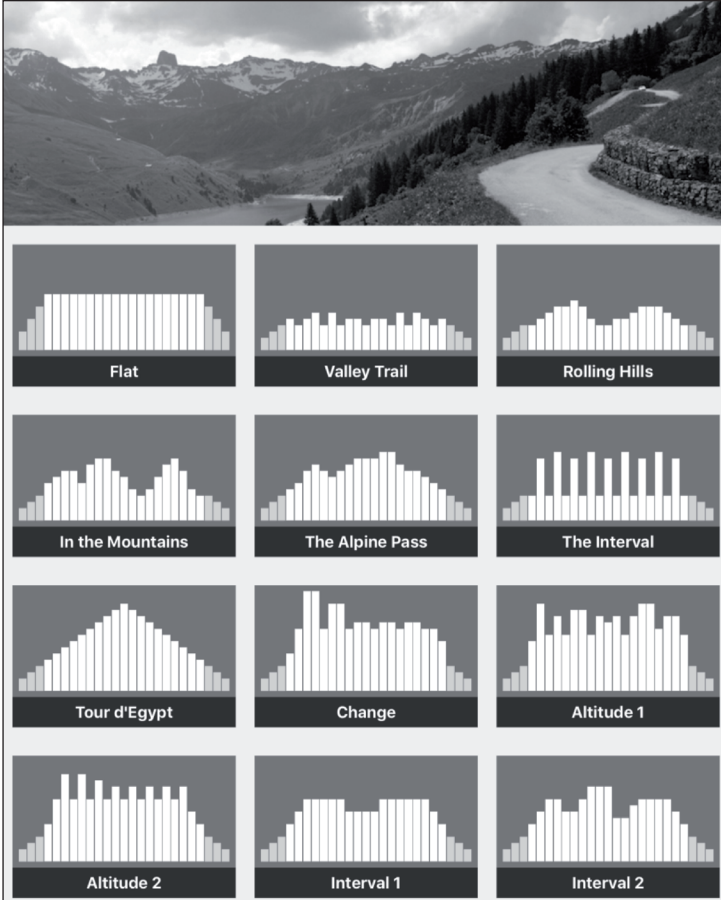 Flat
Valley Trail
Rolling Hills
In the Mountains
The Alpine Pass
The Interval
Tour d'Egypt
Change
Altitude 1
Altitude 2
Interval 1
Interval 2